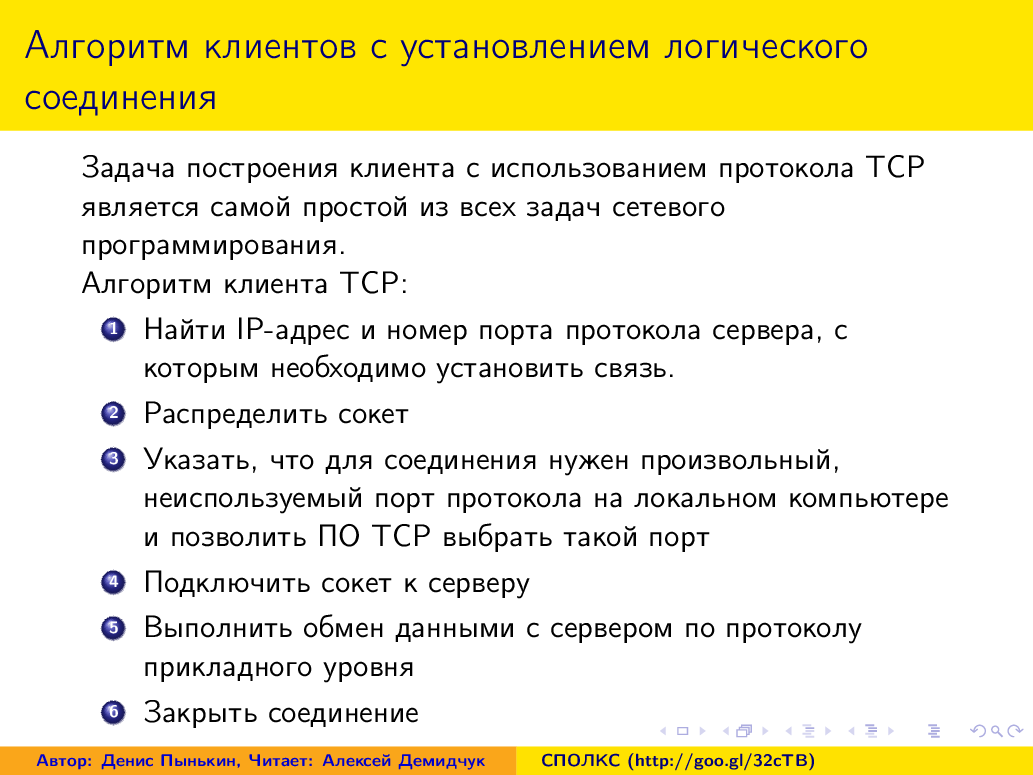 Алгоритм клиентов с установлением логического
соединения
Задача построения клиента с использованием протокола TCP
является самой простой из всех задач сетевого
программирования.
Алгоритм клиента TCP:
1 Найти IP-адрес и номер порта протокола сервера, с
которым необходимо установить связь.
2 Распределить сокет
3 Указать, что для соединения нужен произвольный,
неиспользуемый порт протокола на локальном компьютере
и позволить ПО TCP выбрать такой порт
4 Подключить сокет к серверу
5 Выполнить обмен данными с сервером по протоколу
прикладного уровня
6 Закрыть соединение
Автор: Денис Пынькин, Читает: Алексей Демидчук СПОЛКС (http://goo.gl/32cTB)